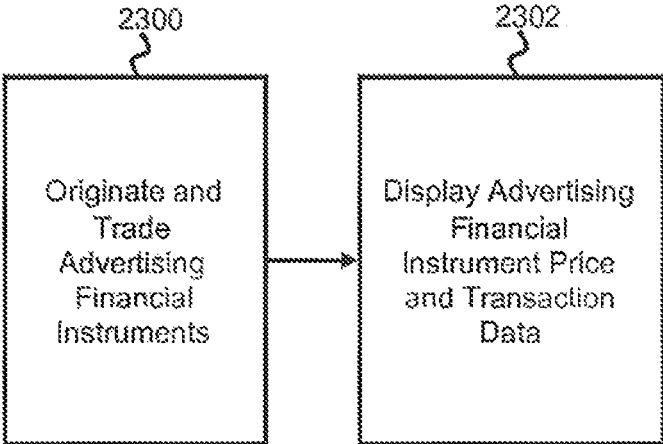 2300
2302
Originate and
Trade
Advertising
Financial
Instruments
Display Advertising
Financial
Instrument Price
and Transaction
Data